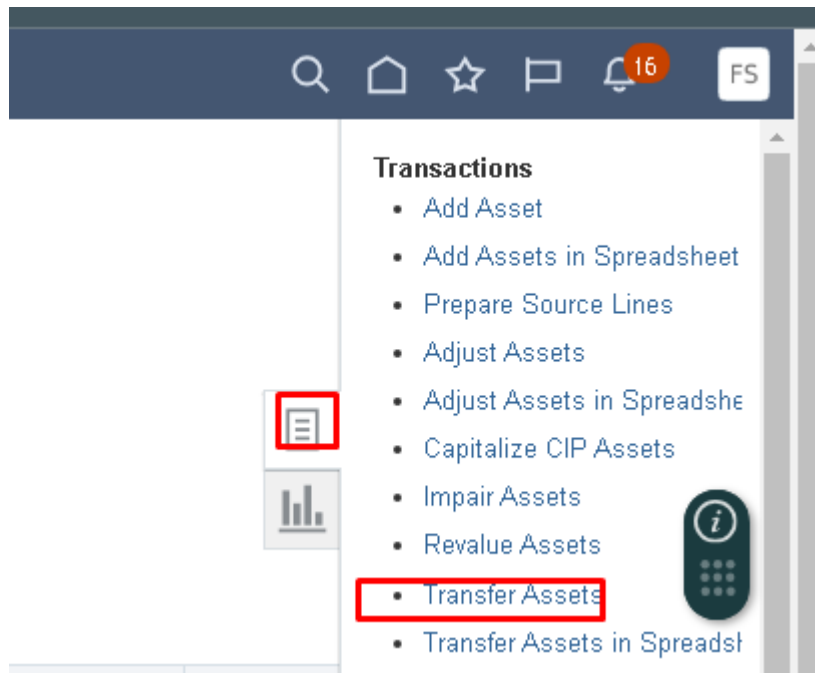 16
FS
Transactions
Add Asset
Add Assets in Spreadsheet
Prepare Source Lines
Adjust Assets
Adjust Assets in Spreadshe
Capitalize CIP Assets
Impair Assets
Revalue Assets
Transfer Assets
Transfer Assets in Spreadsh